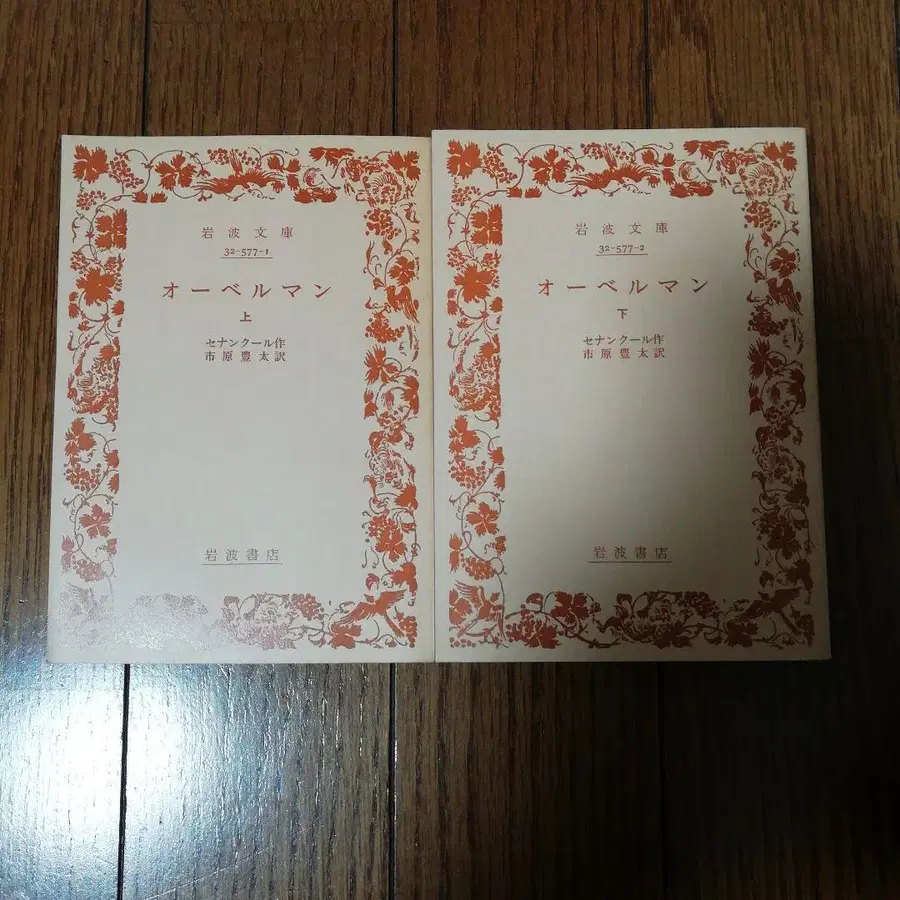 岩波文庫
32-577-1
オーベルマン
上
セナンクール作
市原豊太訳
岩波書店
岩波文庫
32-577-2
オーベルマン
下
セナンクール作
市原豊太訳
岩波書店